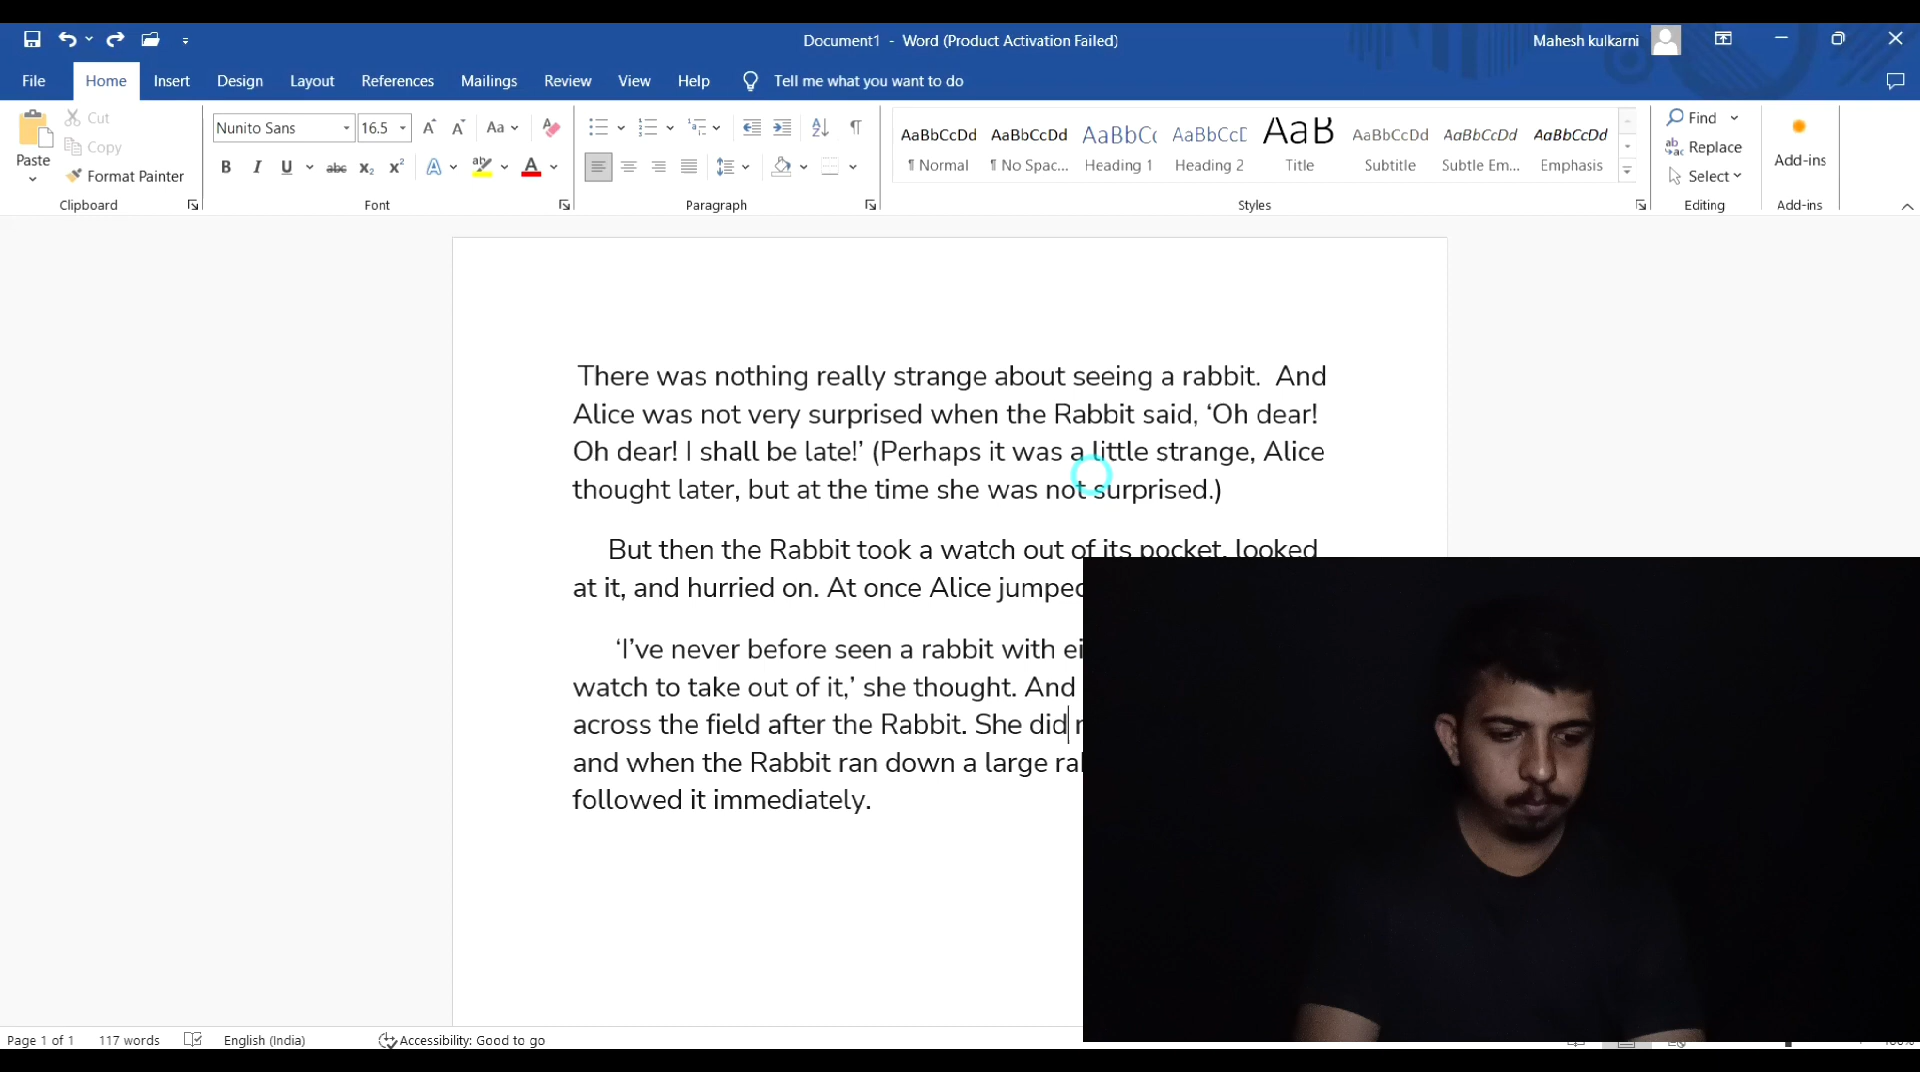 Document1 - Word (Product Activation Failed)
Mahesh kulkarni
File Home Insert Design Layout References Mailings Review View Help Tell me what you want to do
Paste
Cut
Copy
Format Painter
Clipboard
Nunito Sans 16.5
Font
Paragraph
AaBbCcDd AaBbCcDd AaBbCc AaBbCcD AaB AaBbCcDd AaBbCcDd AaBbCcDd
¶ Normal ¶ No Spac... Heading 1 Heading 2 Title Subtitle Subtle Em... Emphasis
Styles
Find
Replace
Select
Editing
Add-ins
Add-ins
There was nothing really strange about seeing a rabbit. And
Alice was not very surprised when the Rabbit said, ‘Oh dear!
Oh dear! I shall be late!’ (Perhaps it was a little strange, Alice
thought later, but at the time she was not surprised.)
But then the Rabbit took a watch out of its pocket, looked
at it, and hurried on. At once Alice jumped
‘I’ve never before seen a rabbit with
watch to take out of it,’ she thought. And
across the field after the Rabbit. She did
and when the Rabbit ran down a large
followed it immediately.
Page 1 of 1 117 words English (India) Accessibility: Good to go